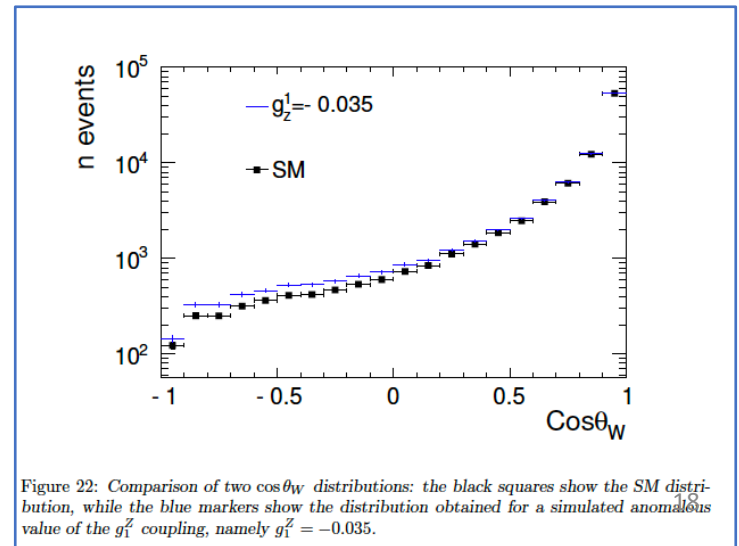 10^5
n events
g_z^1=- 0.035
10^4
SM
10^3
10^2
- 1 - 0.5 0 0.5 1
Cosθ_W
Figure 22: Comparison of two cos θ_W distributions: the black squares show the SM distri-
bution, while the blue markers show the distribution obtained for a simulated anomalous
value of the g_1^Z coupling, namely g_1^Z = −0.035.
18